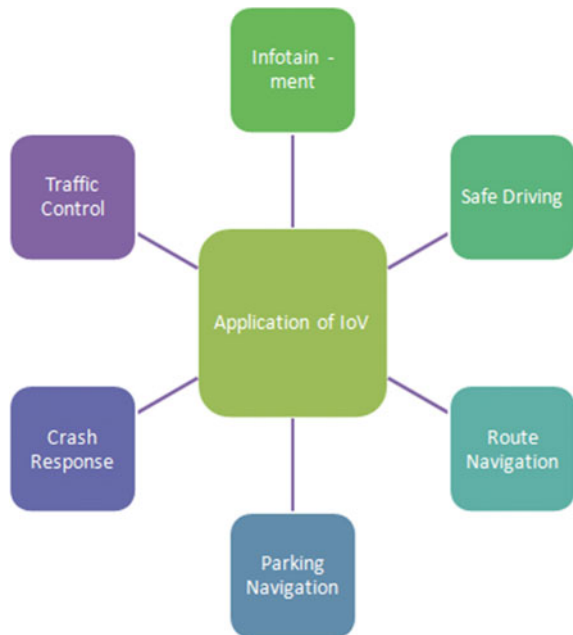 Infotain -
ment
Traffic
Control
Safe Driving
Application of IoV
Crash
Response
Route
Navigation
Parking
Navigation